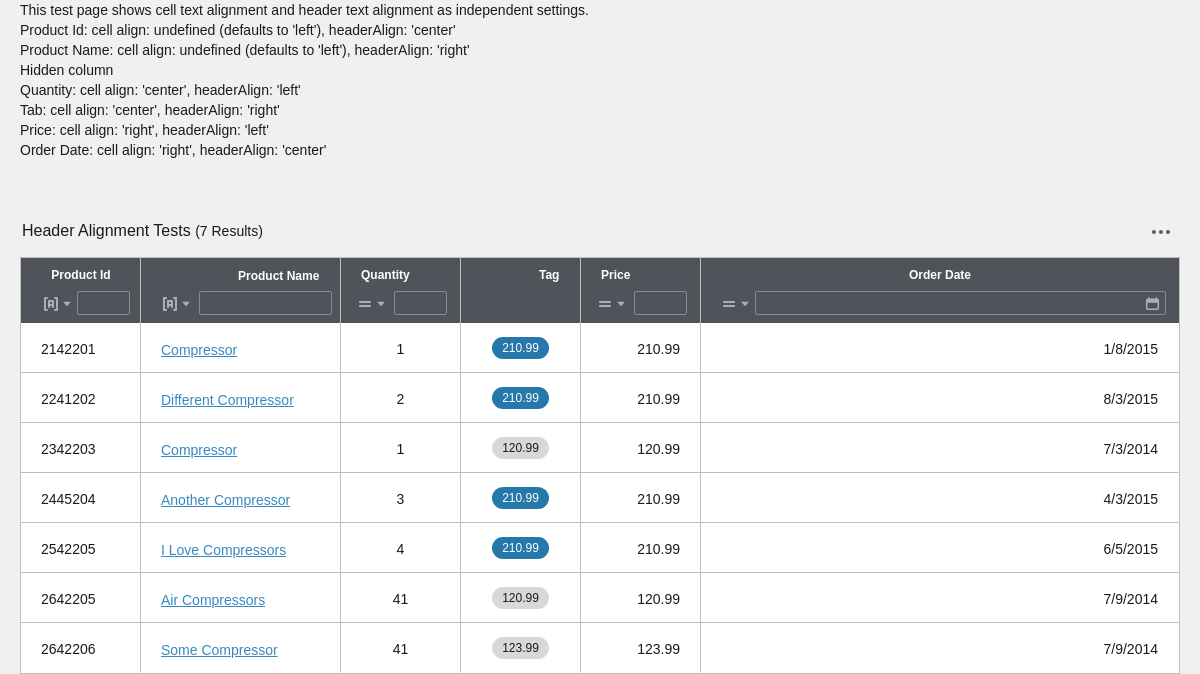 This test page shows cell text alignment and header text alignment as independent settings.
Product Id: cell align: undefined (defaults to 'left'), headerAlign: 'center'
Product Name: cell align: undefined (defaults to 'left'), headerAlign: 'right'
Hidden column
Quantity: cell align: 'center', headerAlign: 'left'
Tab: cell align: 'center', headerAlign: 'right'
Price: cell align: 'right', headerAlign: 'left'
Order Date: cell align: 'right', headerAlign: 'center'
Header Alignment Tests (7 Results)
Product Id Product Name Quantity Tag Price Order Date
2142201 Compressor 1 210.99 210.99 1/8/2015
2241202 Different Compressor 2 210.99 210.99 8/3/2015
2342203 Compressor 1 120.99 120.99 7/3/2014
2445204 Another Compressor 3 210.99 210.99 4/3/2015
2542205 I Love Compressors 4 210.99 210.99 6/5/2015
2642205 Air Compressors 41 120.99 120.99 7/9/2014
2642206 Some Compressor 41 123.99 123.99 7/9/2014